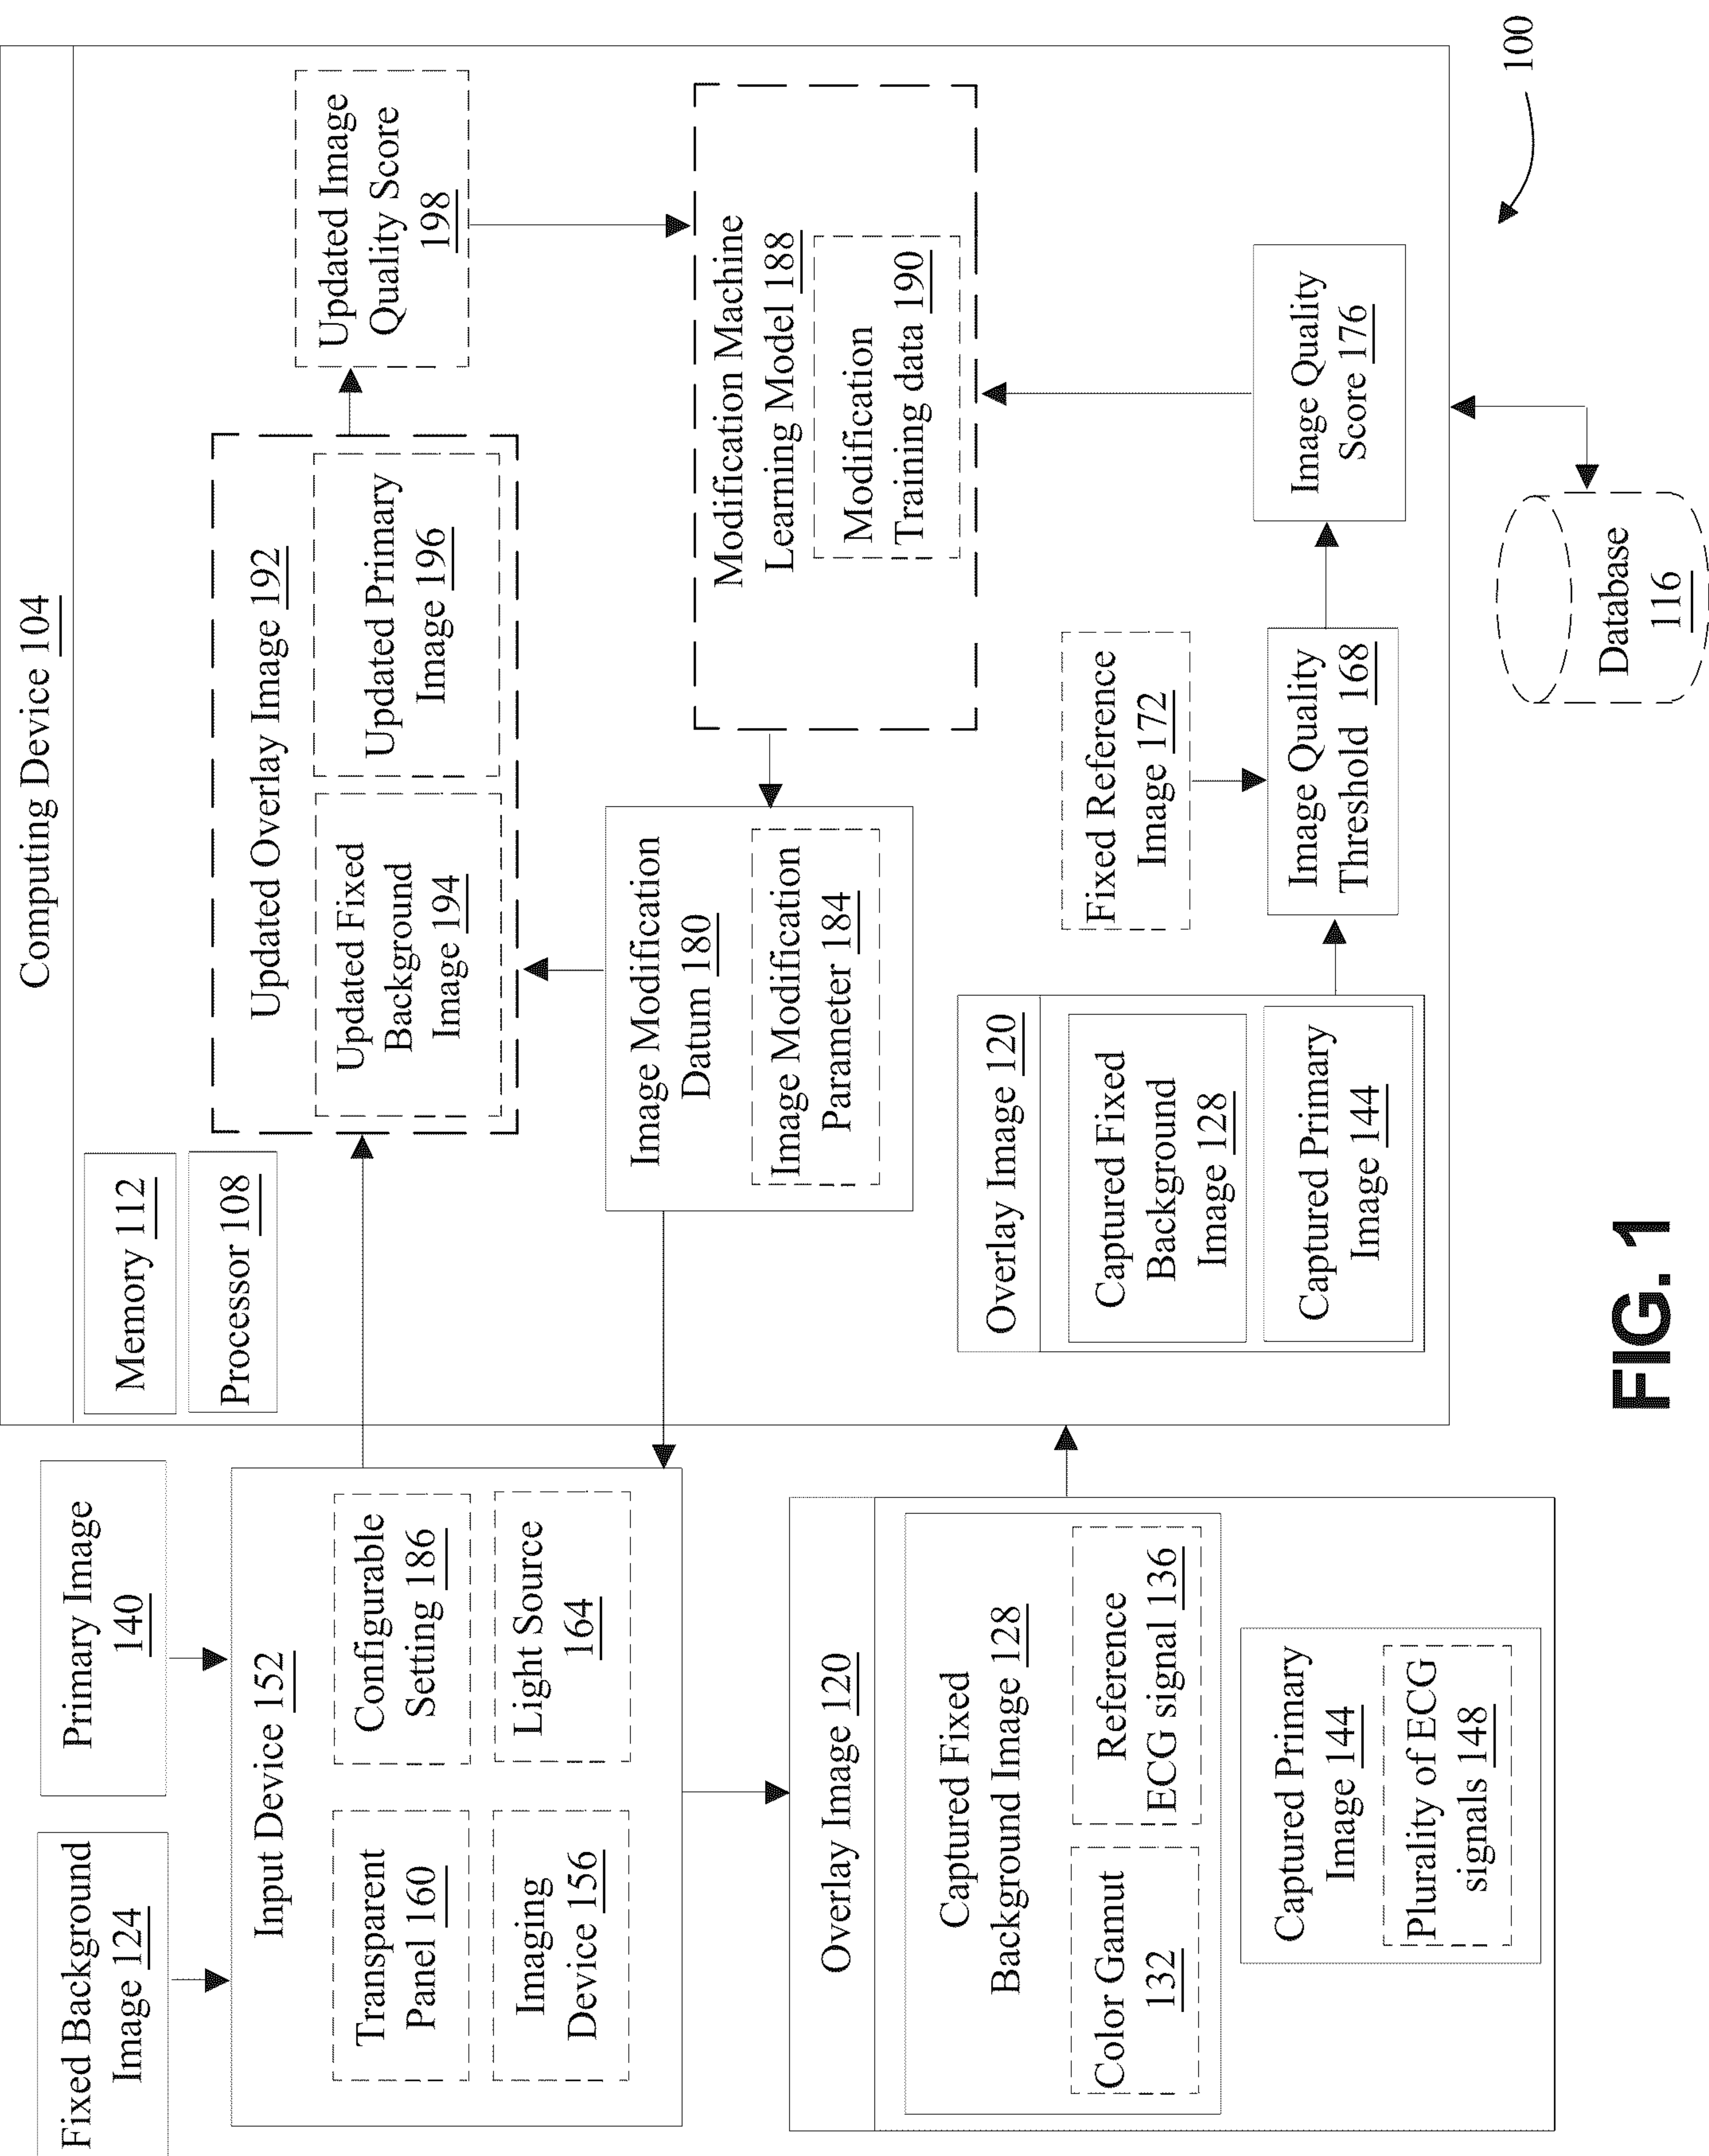 Fixed Background
Image 124
Primary Image
140
Input Device 152
Transparent
Panel 160
Configurable
Setting 186
Imaging
Device 156
Light Source
164
Overlay Image 120
Captured Fixed
Background Image 128
Color Gamut
132
Reference
ECG signal 136
Captured Primary
Image 144
Plurality of ECG
signals 148
Computing Device 104
Memory 112
Processor 108
Updated Overlay Image 192
Updated Fixed
Background
Image 194
Updated Primary
Image 196
Updated Image
Quality Score
198
Image Modification
Datum 180
Image Modification
Parameter 184
Modification Machine
Learning Model 188
Modification
Training data 190
Overlay Image 120
Captured Fixed
Background
Image 128
Captured Primary
Image 144
Fixed Reference
Image 172
Image Quality
Threshold 168
Image Quality
Score 176
Database
116
100
FIG. 1